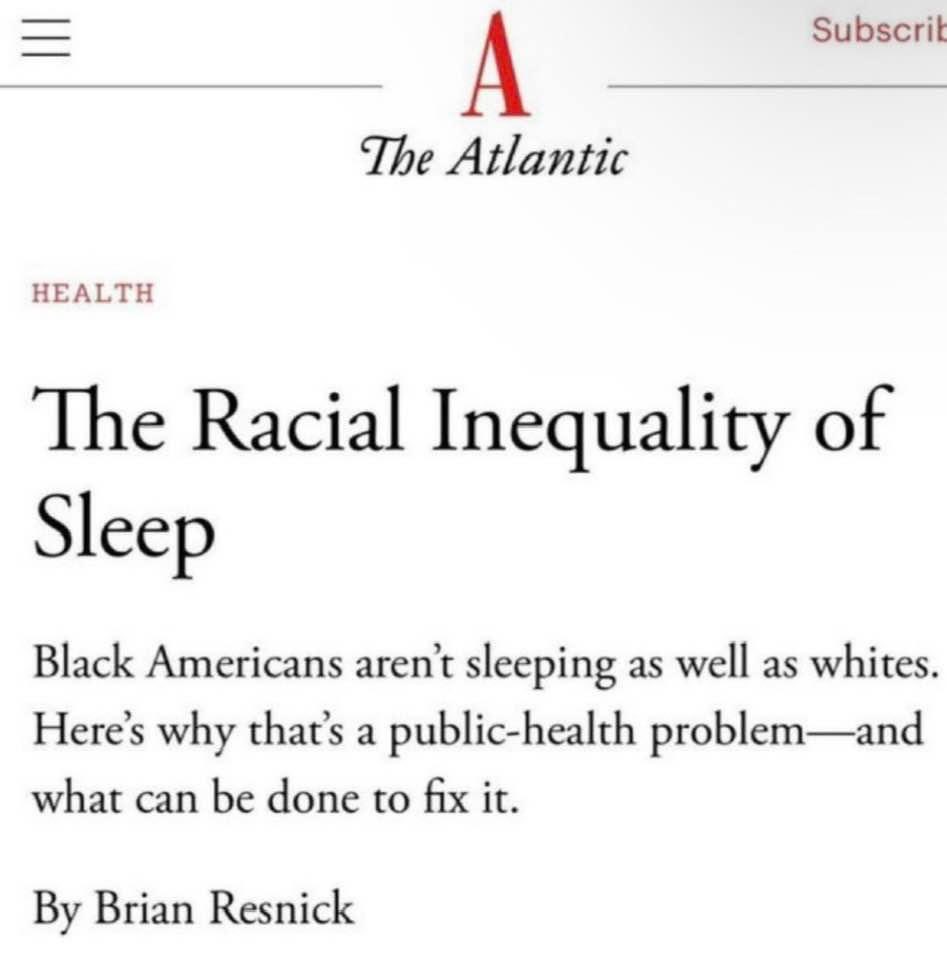 Subscrib
A
The Atlantic
HEALTH
The Racial Inequality of
Sleep
Black Americans aren’t sleeping as well as whites.
Here’s why that’s a public-health problem—and
what can be done to fix it.
By Brian Resnick